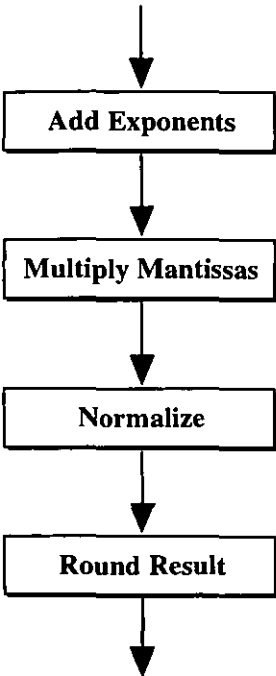 Add Exponents
Multiply Mantissas
Normalize
Round Result